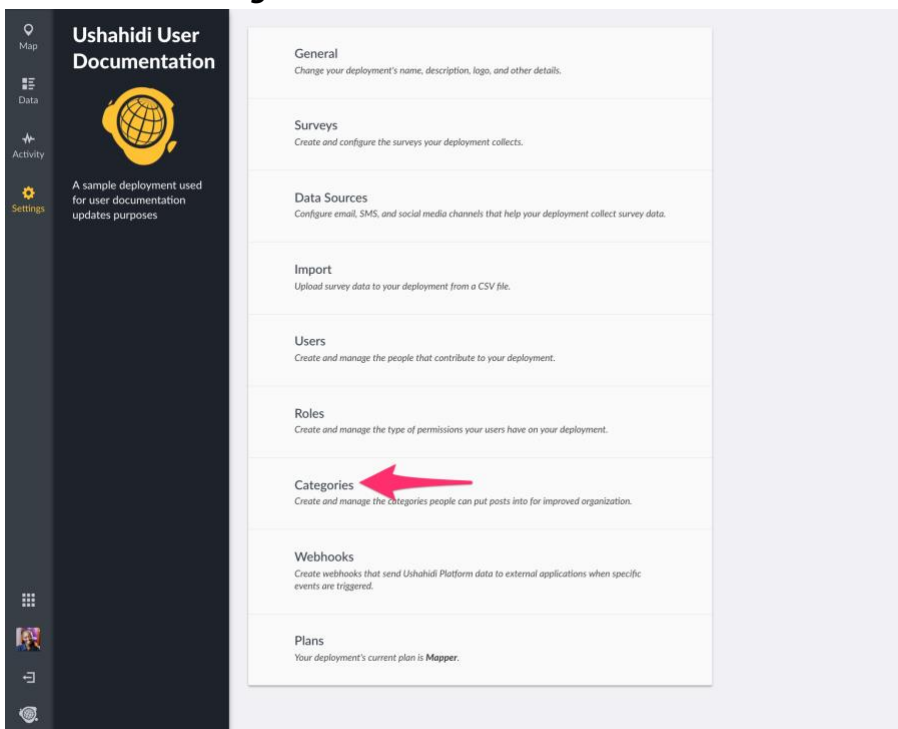 Map
Data
Activity
Settings
Ushahidi User
Documentation
A sample deployment used
for user documentation
updates purposes
General
Change your deployment's name, description, logo, and other details.
Surveys
Create and configure the surveys your deployment collects.
Data Sources
Configure email, SMS, and social media channels that help your deployment collect survey data.
Import
Upload survey data to your deployment from a CSV file.
Users
Create and manage the people that contribute to your deployment.
Roles
Create and manage the type of permissions your users have on your deployment.
Categories
Create and manage the categories people can put posts into for improved organization.
Webhooks
Create webhooks that send Ushahidi Platform data to external applications when specific
events are triggered.
Plans
Your deployment's current plan is Mapper.